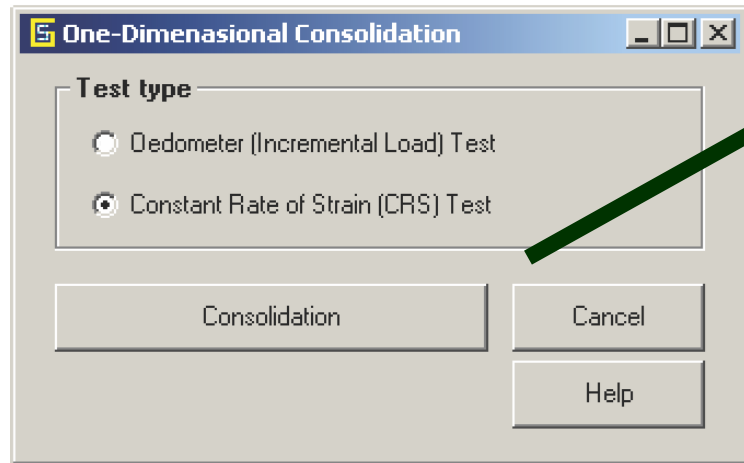 One-Dimenasional Consolidation
Test type
Oedometer (Incremental Load) Test
Constant Rate of Strain (CRS) Test
Consolidation
Cancel
Help